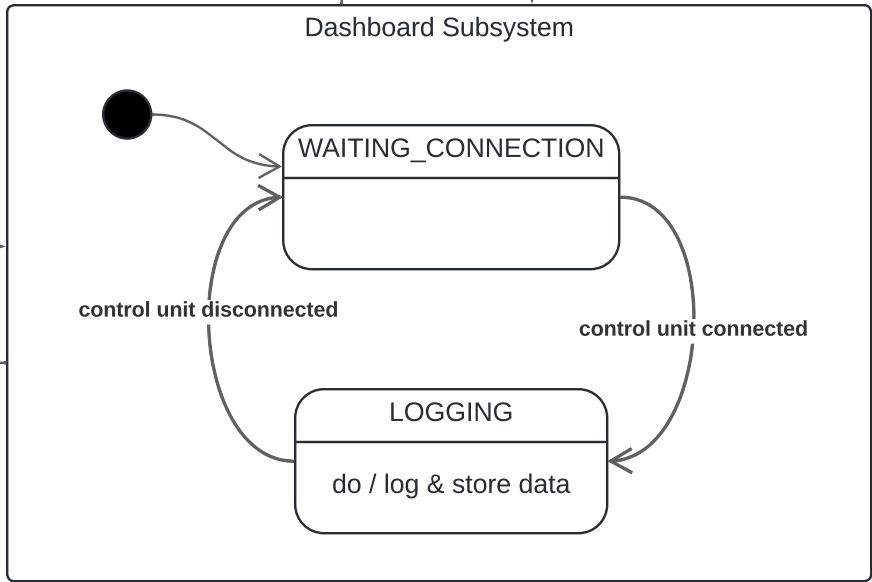 Dashboard Subsystem
WAITING_CONNECTION
control unit disconnected
control unit connected
LOGGING
do / log & store data